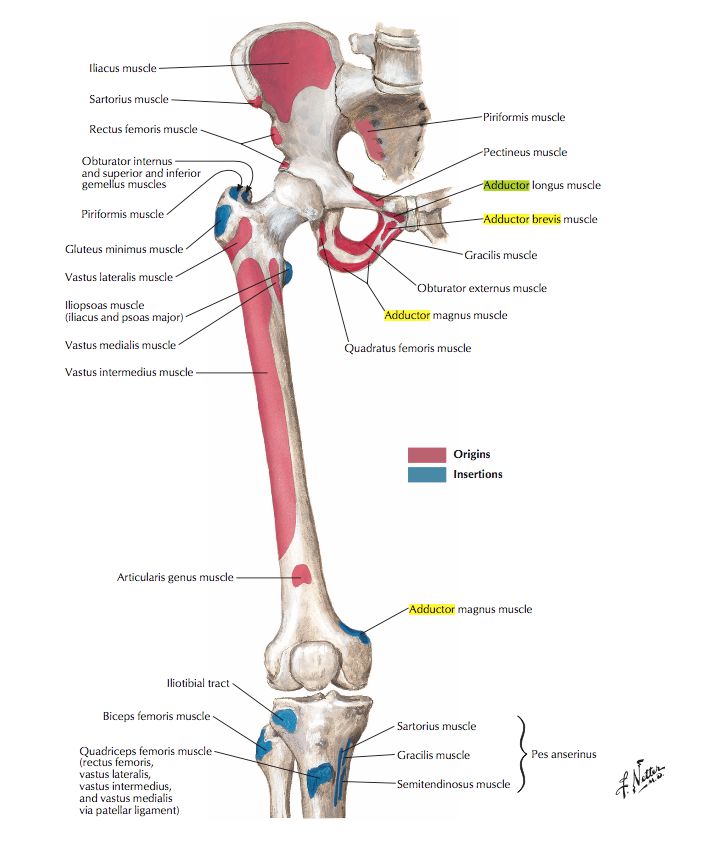 Iliacus muscle
Sartorius muscle
Rectus femoris muscle
Obturator internus
and superior and inferior
gemellus muscles
Piriformis muscle
Gluteus minimus muscle
Vastus lateralis muscle
Iliopsoas muscle
(iliacus and psoas major)
Vastus medialis muscle
Vastus intermedius muscle
Piriformis muscle
Pectineus muscle
Adductor longus muscle
Adductor brevis muscle
Gracilis muscle
Obturator externus muscle
Adductor magnus muscle
Quadratus femoris muscle
Origins
Insertions
Articularis genus muscle
Adductor magnus muscle
Iliotibial tract
Biceps femoris muscle
Quadriceps femoris muscle
(rectus femoris,
vastus lateralis,
vastus intermedius,
and vastus medialis
via patellar ligament)
Sartorius muscle
Gracilis muscle
Semitendinosus muscle
Pes anserinus
F. Netter
M.D.